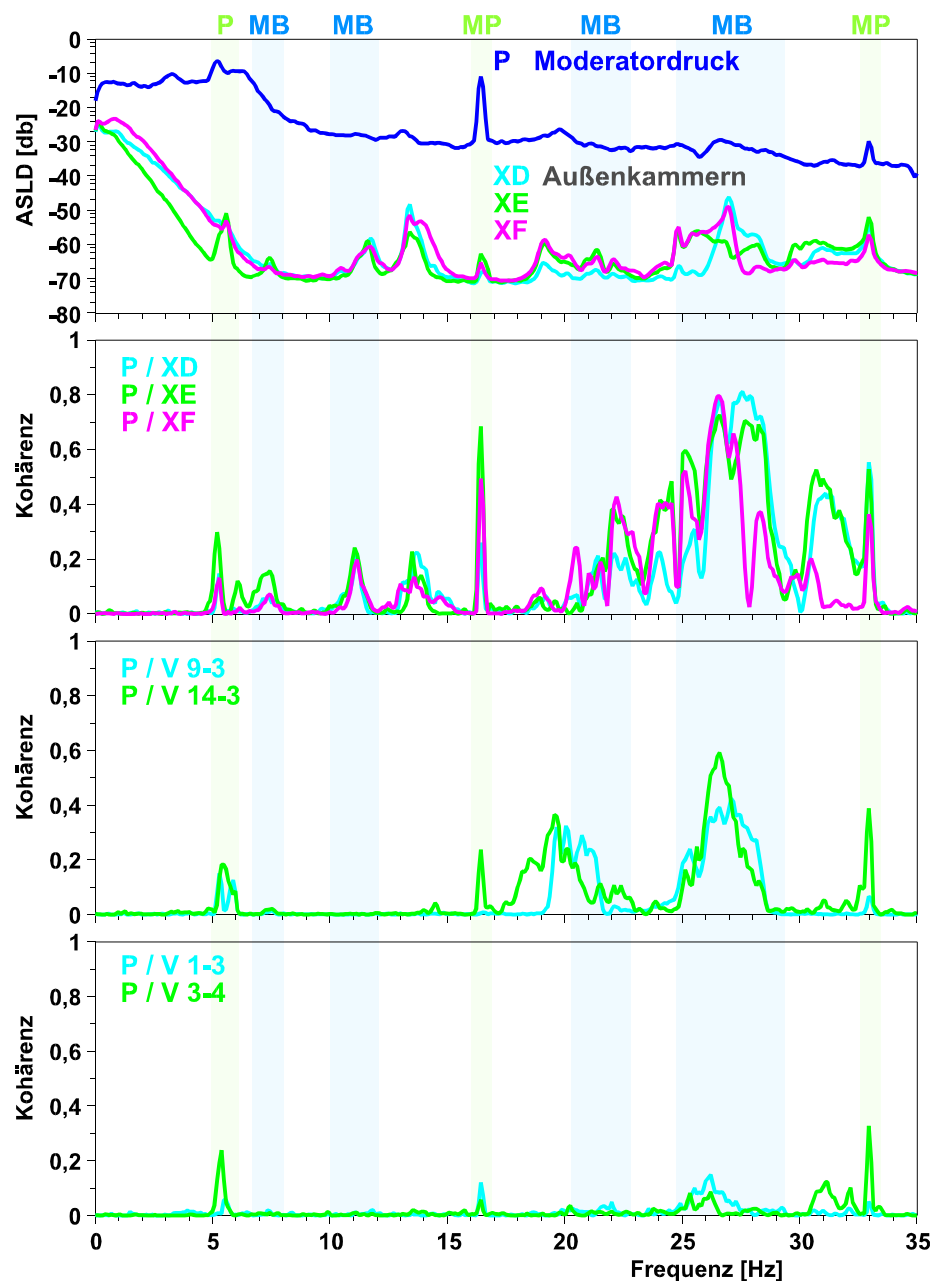 P MB MB MP MB MB MP
0
-10
-20
-30
-40
-50
-60
-70
-80
ASLD [db]
P Moderatordruck
XD Außenkammern
XE
XF
1
0,8
0,6
0,4
0,2
0
Kohärenz
P / XD
P / XE
P / XF
1
0,8
0,6
0,4
0,2
0
Kohärenz
P / V 9-3
P / V 14-3
1
0,8
0,6
0,4
0,2
0
Kohärenz
P / V 1-3
P / V 3-4
0 5 10 15 20 25 30 35
Frequenz [Hz]